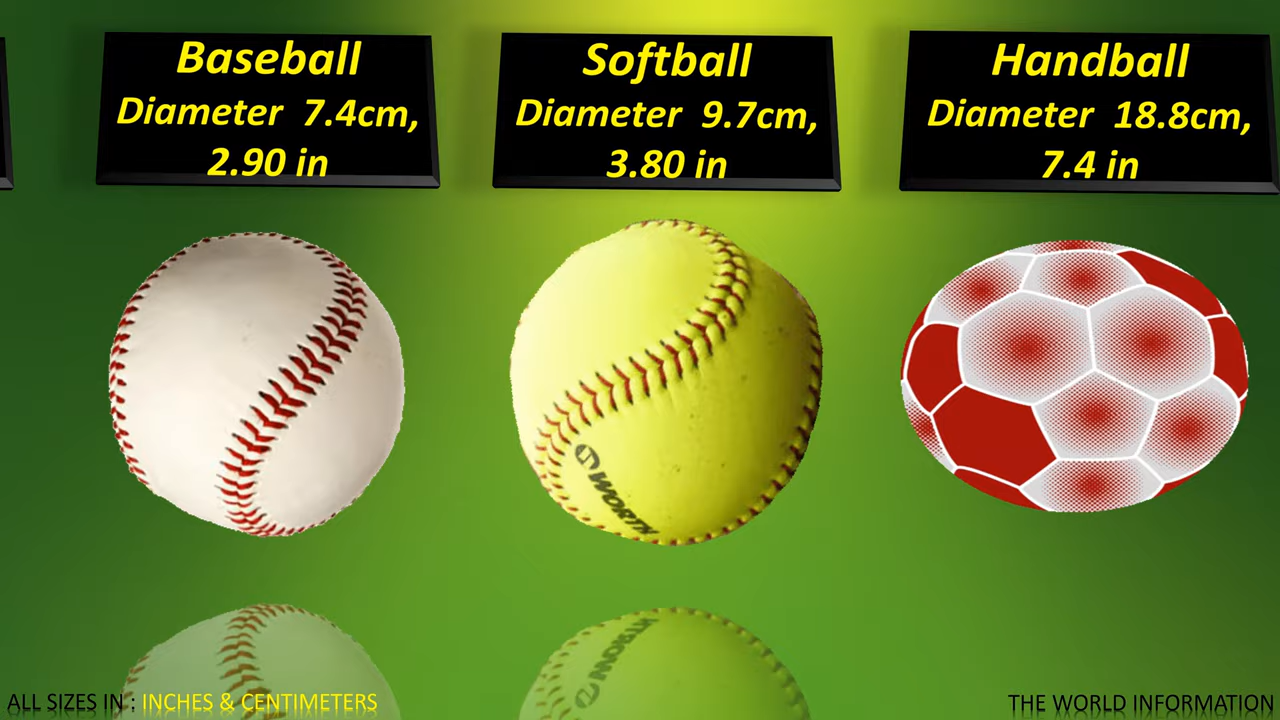 Baseball
Diameter 7.4cm,
2.90 in
Softball
Diameter 9.7cm,
3.80 in
Handball
Diameter 18.8cm,
7.4 in
WORTH
ALL SIZES IN : INCHES & CENTIMETERS
THE WORLD INFORMATION